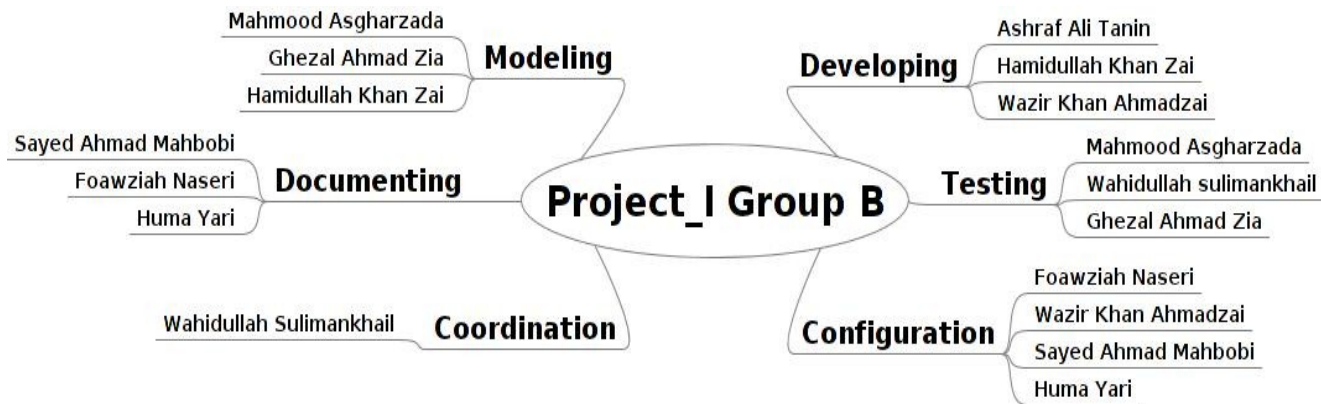 Mahmood Asgharzada
Ghezal Ahmad Zia
Hamidullah Khan Zai
Modeling
Sayed Ahmad Mahbobi
Foawziah Naseri
Huma Yari
Documenting
Wahidullah Sulimankhail
Coordination
Project_I Group B
Developing
Ashraf Ali Tanin
Hamidullah Khan Zai
Wazir Khan Ahmadzai
Testing
Mahmood Asgharzada
Wahidullah sulimankhail
Ghezal Ahmad Zia
Configuration
Foawziah Naseri
Wazir Khan Ahmadzai
Sayed Ahmad Mahbobi
Huma Yari